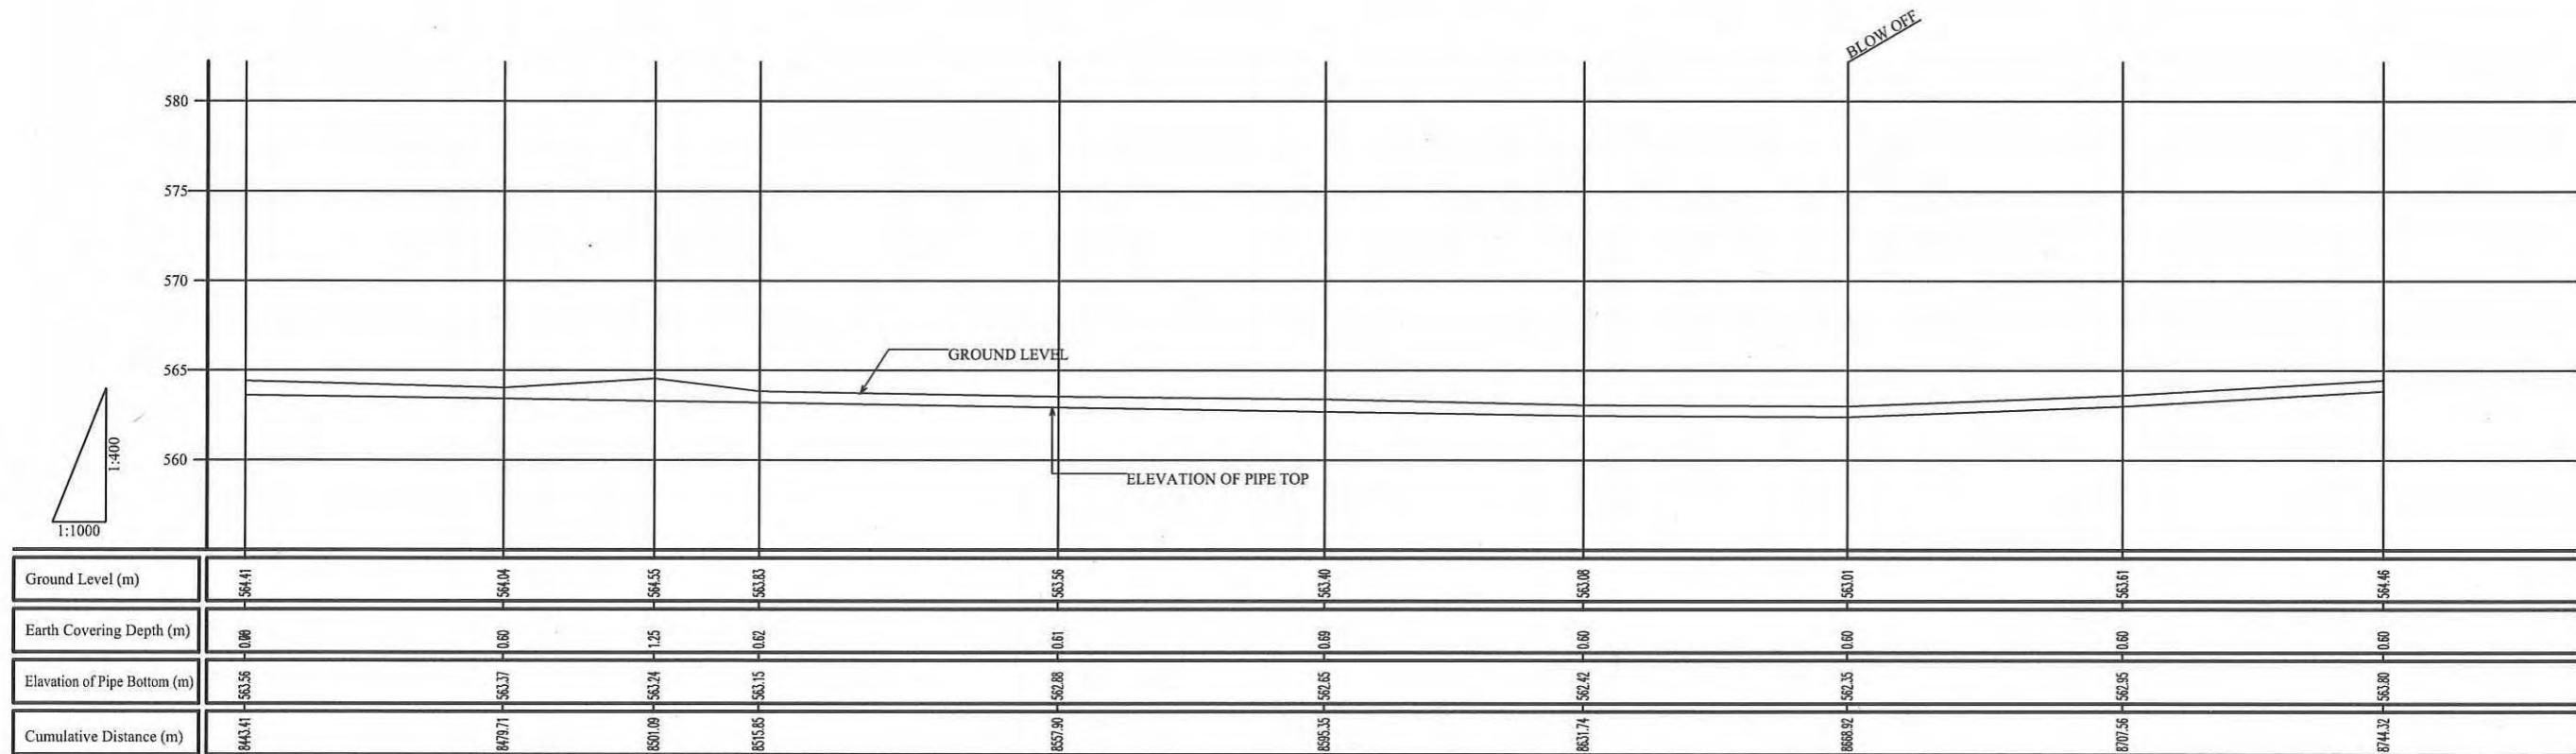 BLOW OFF
580
575
570
565
560
GROUND LEVEL
ELEVATION OF PIPE TOP
1:400
1:1000
Ground Level (m) 564.41 564.04 564.55 563.83 563.56 563.40 563.08 563.01 563.61 564.46
Earth Covering Depth (m) 0.60 1.25 0.62 0.61 0.69 0.60 0.60 0.60 0.60
Elavation of Pipe Bottom (m) 563.56 563.37 563.24 563.15 562.88 562.65 562.42 562.35 562.95 563.80
Cumulative Distance (m) 8443.41 8479.71 8501.09 8515.85 8557.90 8595.35 8631.74 8668.92 8707.56 8744.32